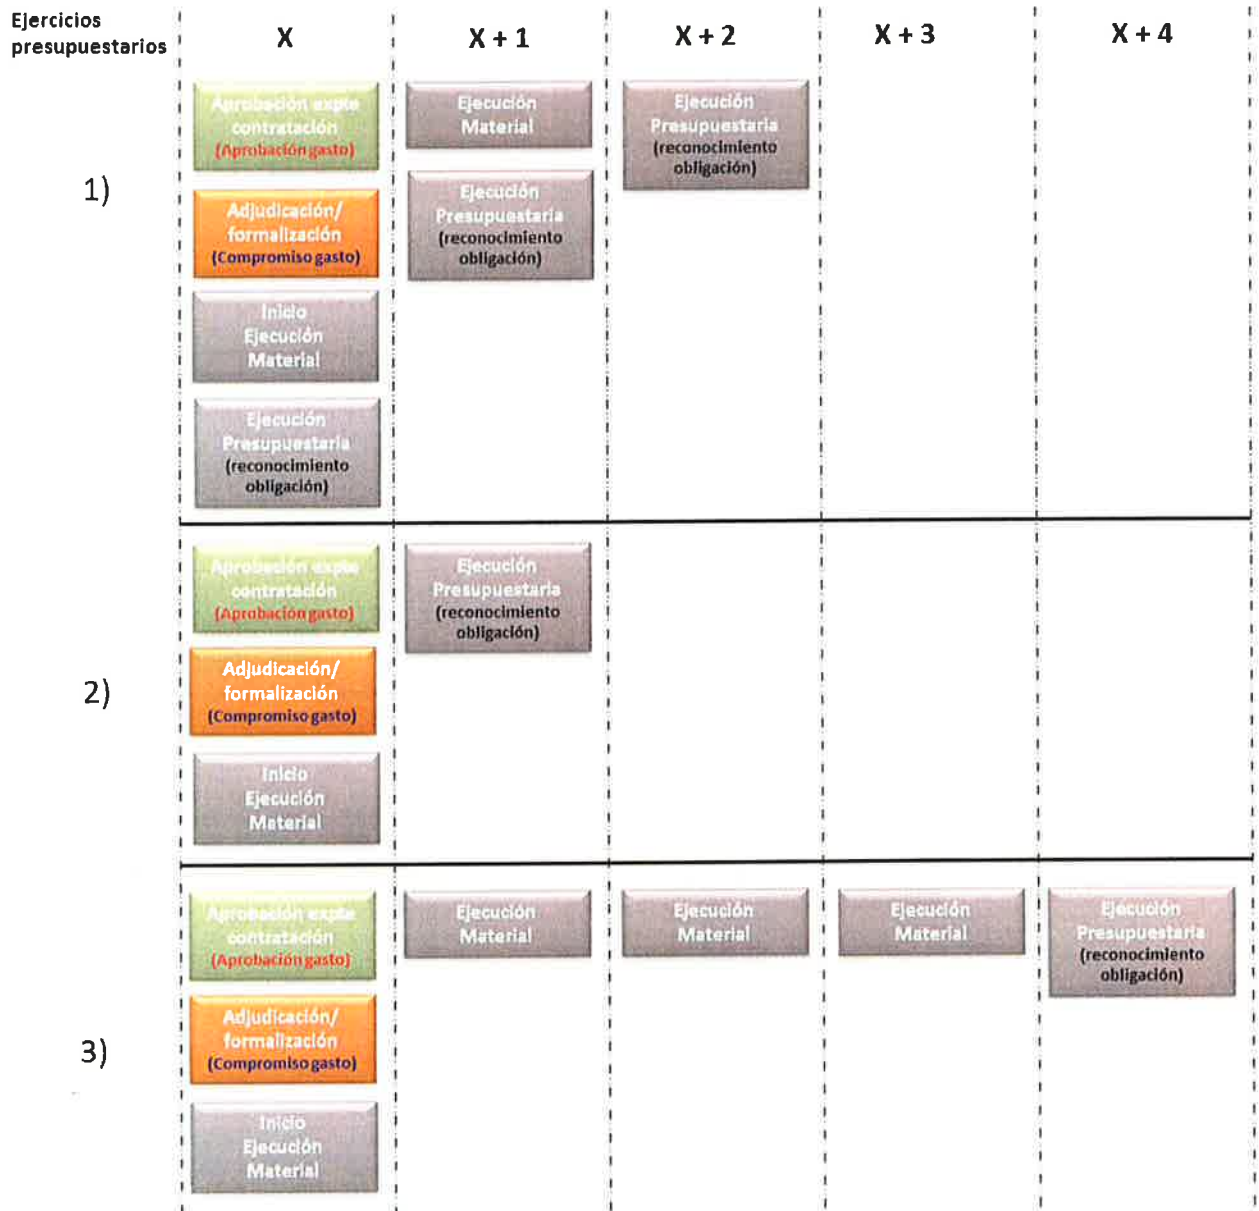 Ejercicios
presupuestarios
X
X + 1
X + 2
X + 3
X + 4
1)
Aprobación expte
contratación
(Aprobación gasto)
Adjudicación/
formalización
(Compromiso gasto)
Inicio
Ejecución
Material
Ejecución
Presupuestaria
(reconocimiento
obligación)
Ejecución
Material
Ejecución
Presupuestaria
(reconocimiento
obligación)
Ejecución
Presupuestaria
(reconocimiento
obligación)
2)
Aprobación expte
contratación
(Aprobación gasto)
Adjudicación/
formalización
(Compromiso gasto)
Inicio
Ejecución
Material
Ejecución
Presupuestaria
(reconocimiento
obligación)
3)
Aprobación expte
contratación
(Aprobación gasto)
Adjudicación/
formalización
(Compromiso gasto)
Inicio
Ejecución
Material
Ejecución
Material
Ejecución
Material
Ejecución
Material
Ejecución
Presupuestaria
(reconocimiento
obligación)